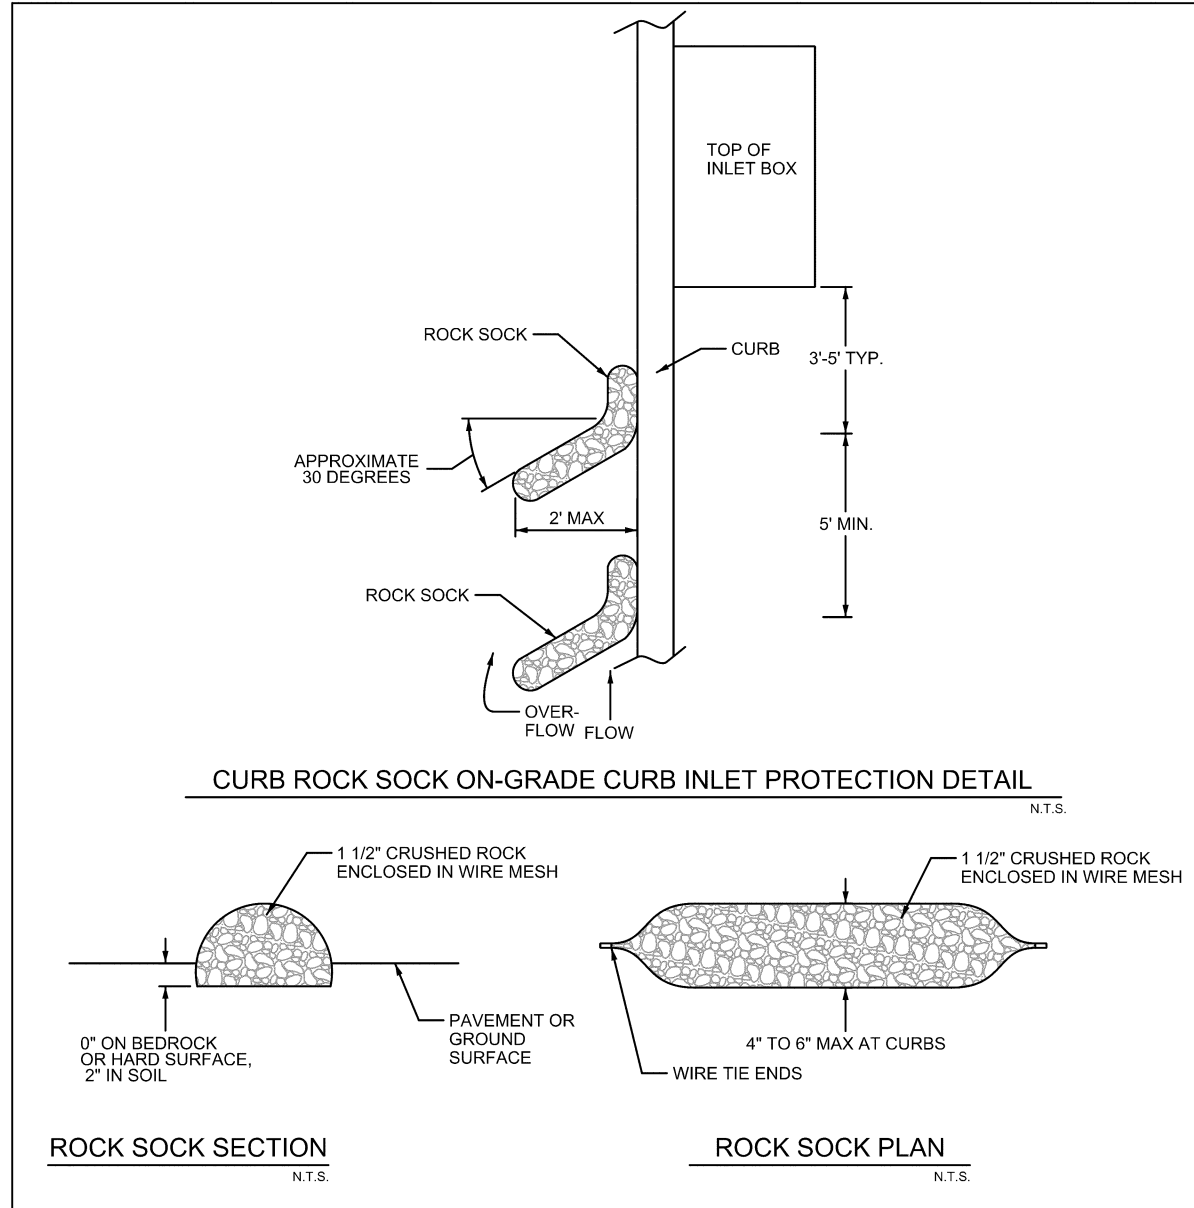 TOP OF
INLET BOX
ROCK SOCK
CURB
3'-5' TYP.
APPROXIMATE
30 DEGREES
2' MAX
5' MIN.
ROCK SOCK
OVER-
FLOW
FLOW
CURB ROCK SOCK ON-GRADE CURB INLET PROTECTION DETAIL
N.T.S.
1 1/2" CRUSHED ROCK
ENCLOSED IN WIRE MESH
0" ON BEDROCK
OR HARD SURFACE,
2" IN SOIL
PAVEMENT OR
GROUND
SURFACE
ROCK SOCK SECTION
N.T.S.
1 1/2" CRUSHED ROCK
ENCLOSED IN WIRE MESH
4" TO 6" MAX AT CURBS
WIRE TIE ENDS
ROCK SOCK PLAN
N.T.S.